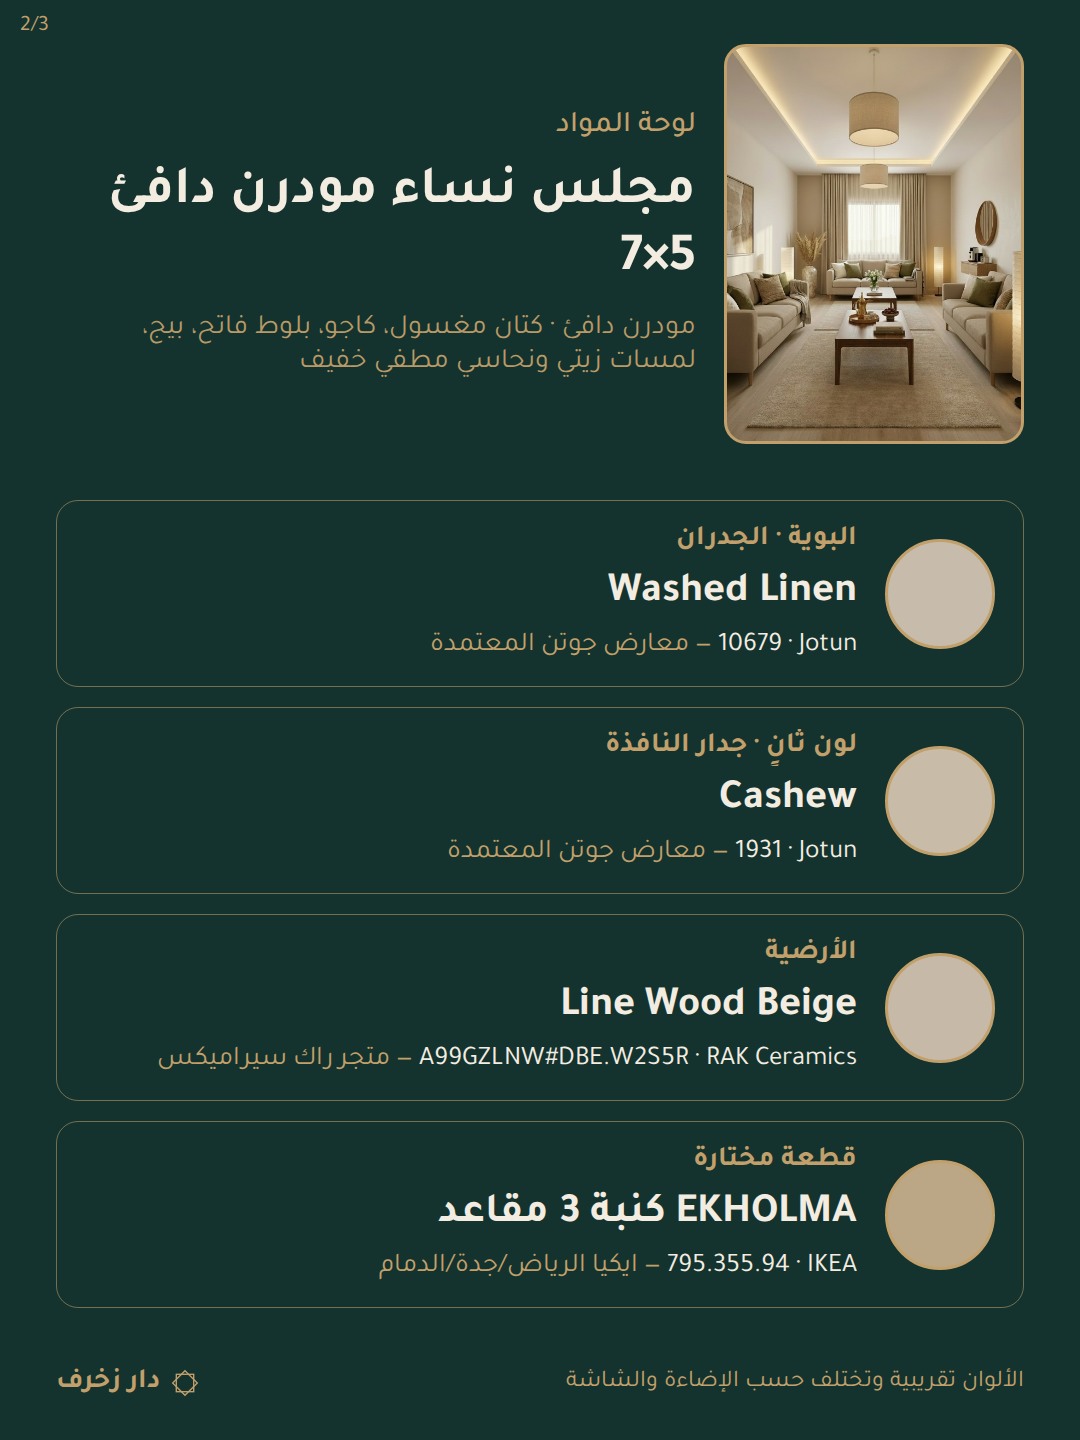 2/3
لوحة المواد
مجلس نساء مودرن دافئ
7×5
مودرن دافئ · كتان مغسول، كاجو، بلوط فاتح، بيج،
لمسات زيتي ونحاسي مطفي خفيف
البوية · الجدران
Washed Linen
Jotun · 10679 – معارض جوتن المعتمدة
لون ثانٍ · جدار النافذة
Cashew
Jotun · 1931 – معارض جوتن المعتمدة
الأرضية
Line Wood Beige
RAK Ceramics · A99GZLNW#DBE.W2S5R – متجر راك سيراميكس
قطعة مختارة
EKHOLMA كنبة 3 مقاعد
IKEA · 795.355.94 – ايكيا الرياض/جدة/الدمام
الألوان تقريبية وتختلف حسب الإضاءة والشاشة
دار زخرف